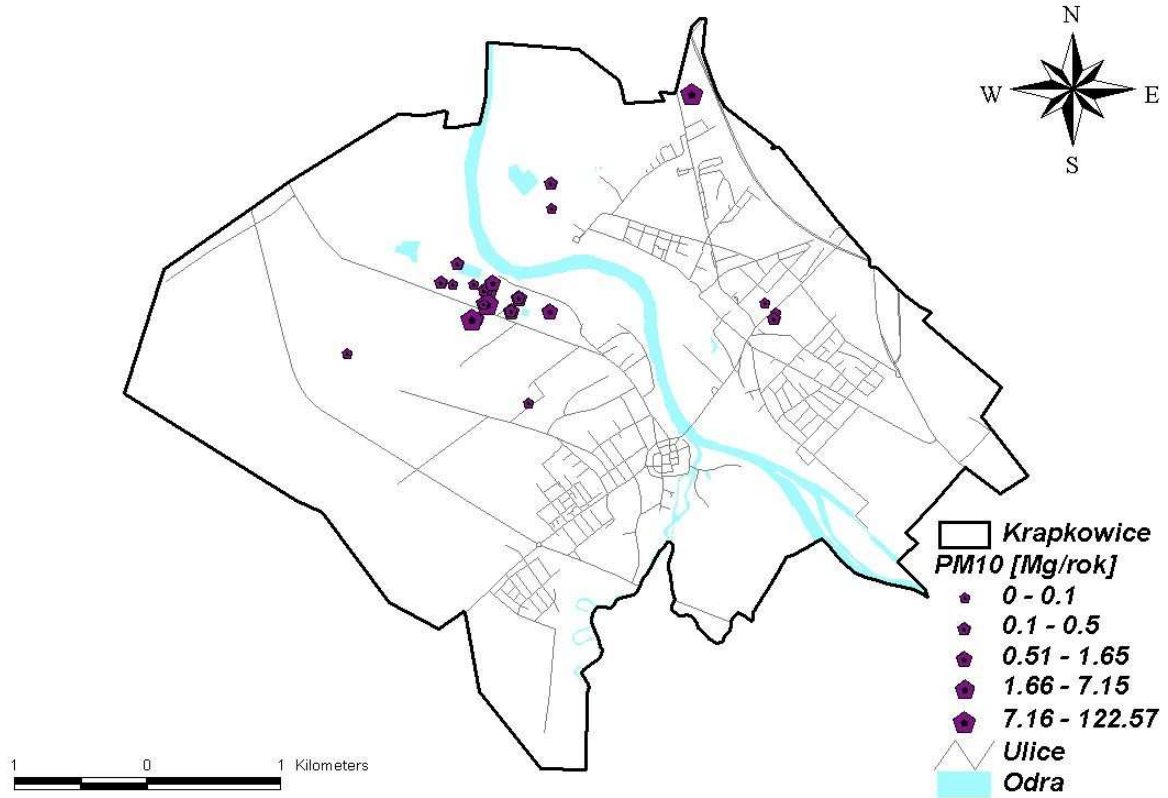 N
W E
S
Krapkowice
PM10 [Mg/rok]
0 - 0.1
0.1 - 0.5
0.51 - 1.65
1.66 - 7.15
7.16 - 122.57
Ulice
Odra
1 0 1 Kilometers